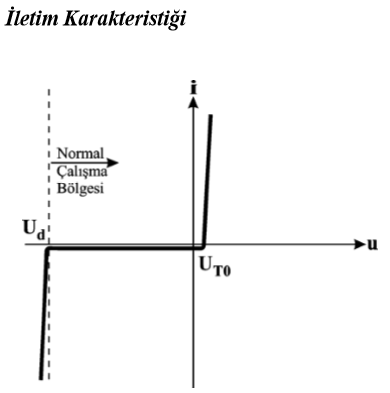 İletim Karakteristiği
i
Normal
Çalışma
Bölgesi
U_d
u
U_T0